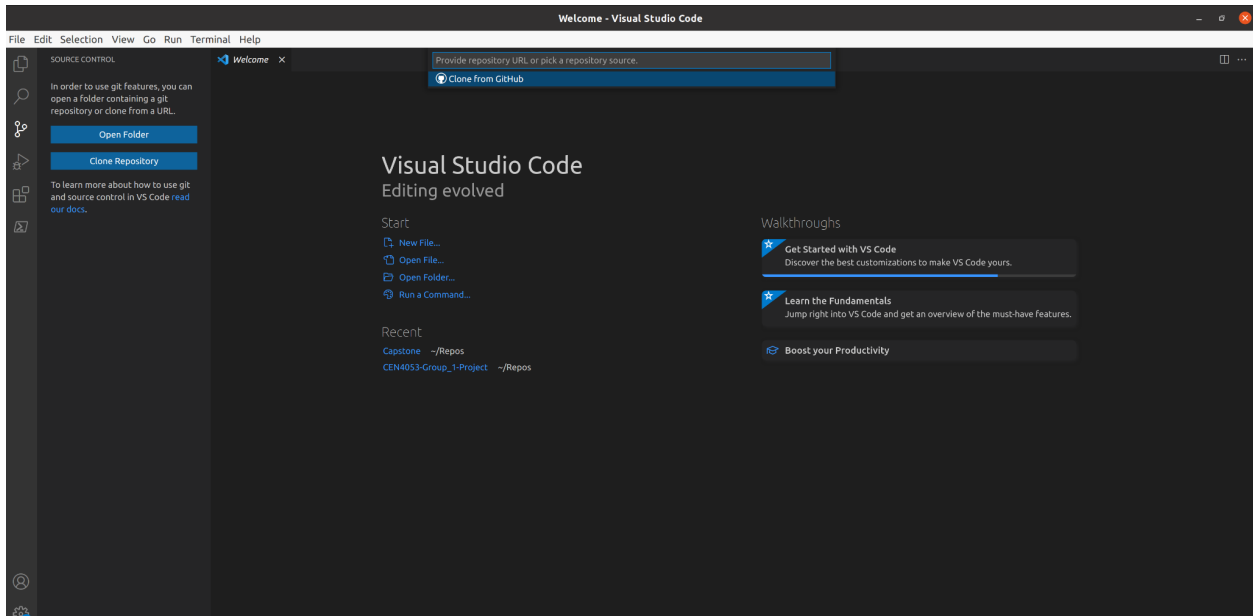 Welcome - Visual Studio Code
File Edit Selection View Go Run Terminal Help
SOURCE CONTROL
Welcome
Provide repository URL or pick a repository source.
Clone from GitHub
In order to use git features, you can
open a folder containing a git
repository or clone from a URL.
Open Folder
Clone Repository
To learn more about how to use git
and source control in VS Code read
our docs.
Visual Studio Code
Editing evolved
Start
New File...
Open File...
Open Folder...
Run a Command...
Recent
Capstone ~/Repos
CEN4053-Group_1-Project ~/Repos
Walkthroughs
Get Started with VS Code
Discover the best customizations to make VS Code yours.
Learn the Fundamentals
Jump right into VS Code and get an overview of the must-have features.
Boost your Productivity